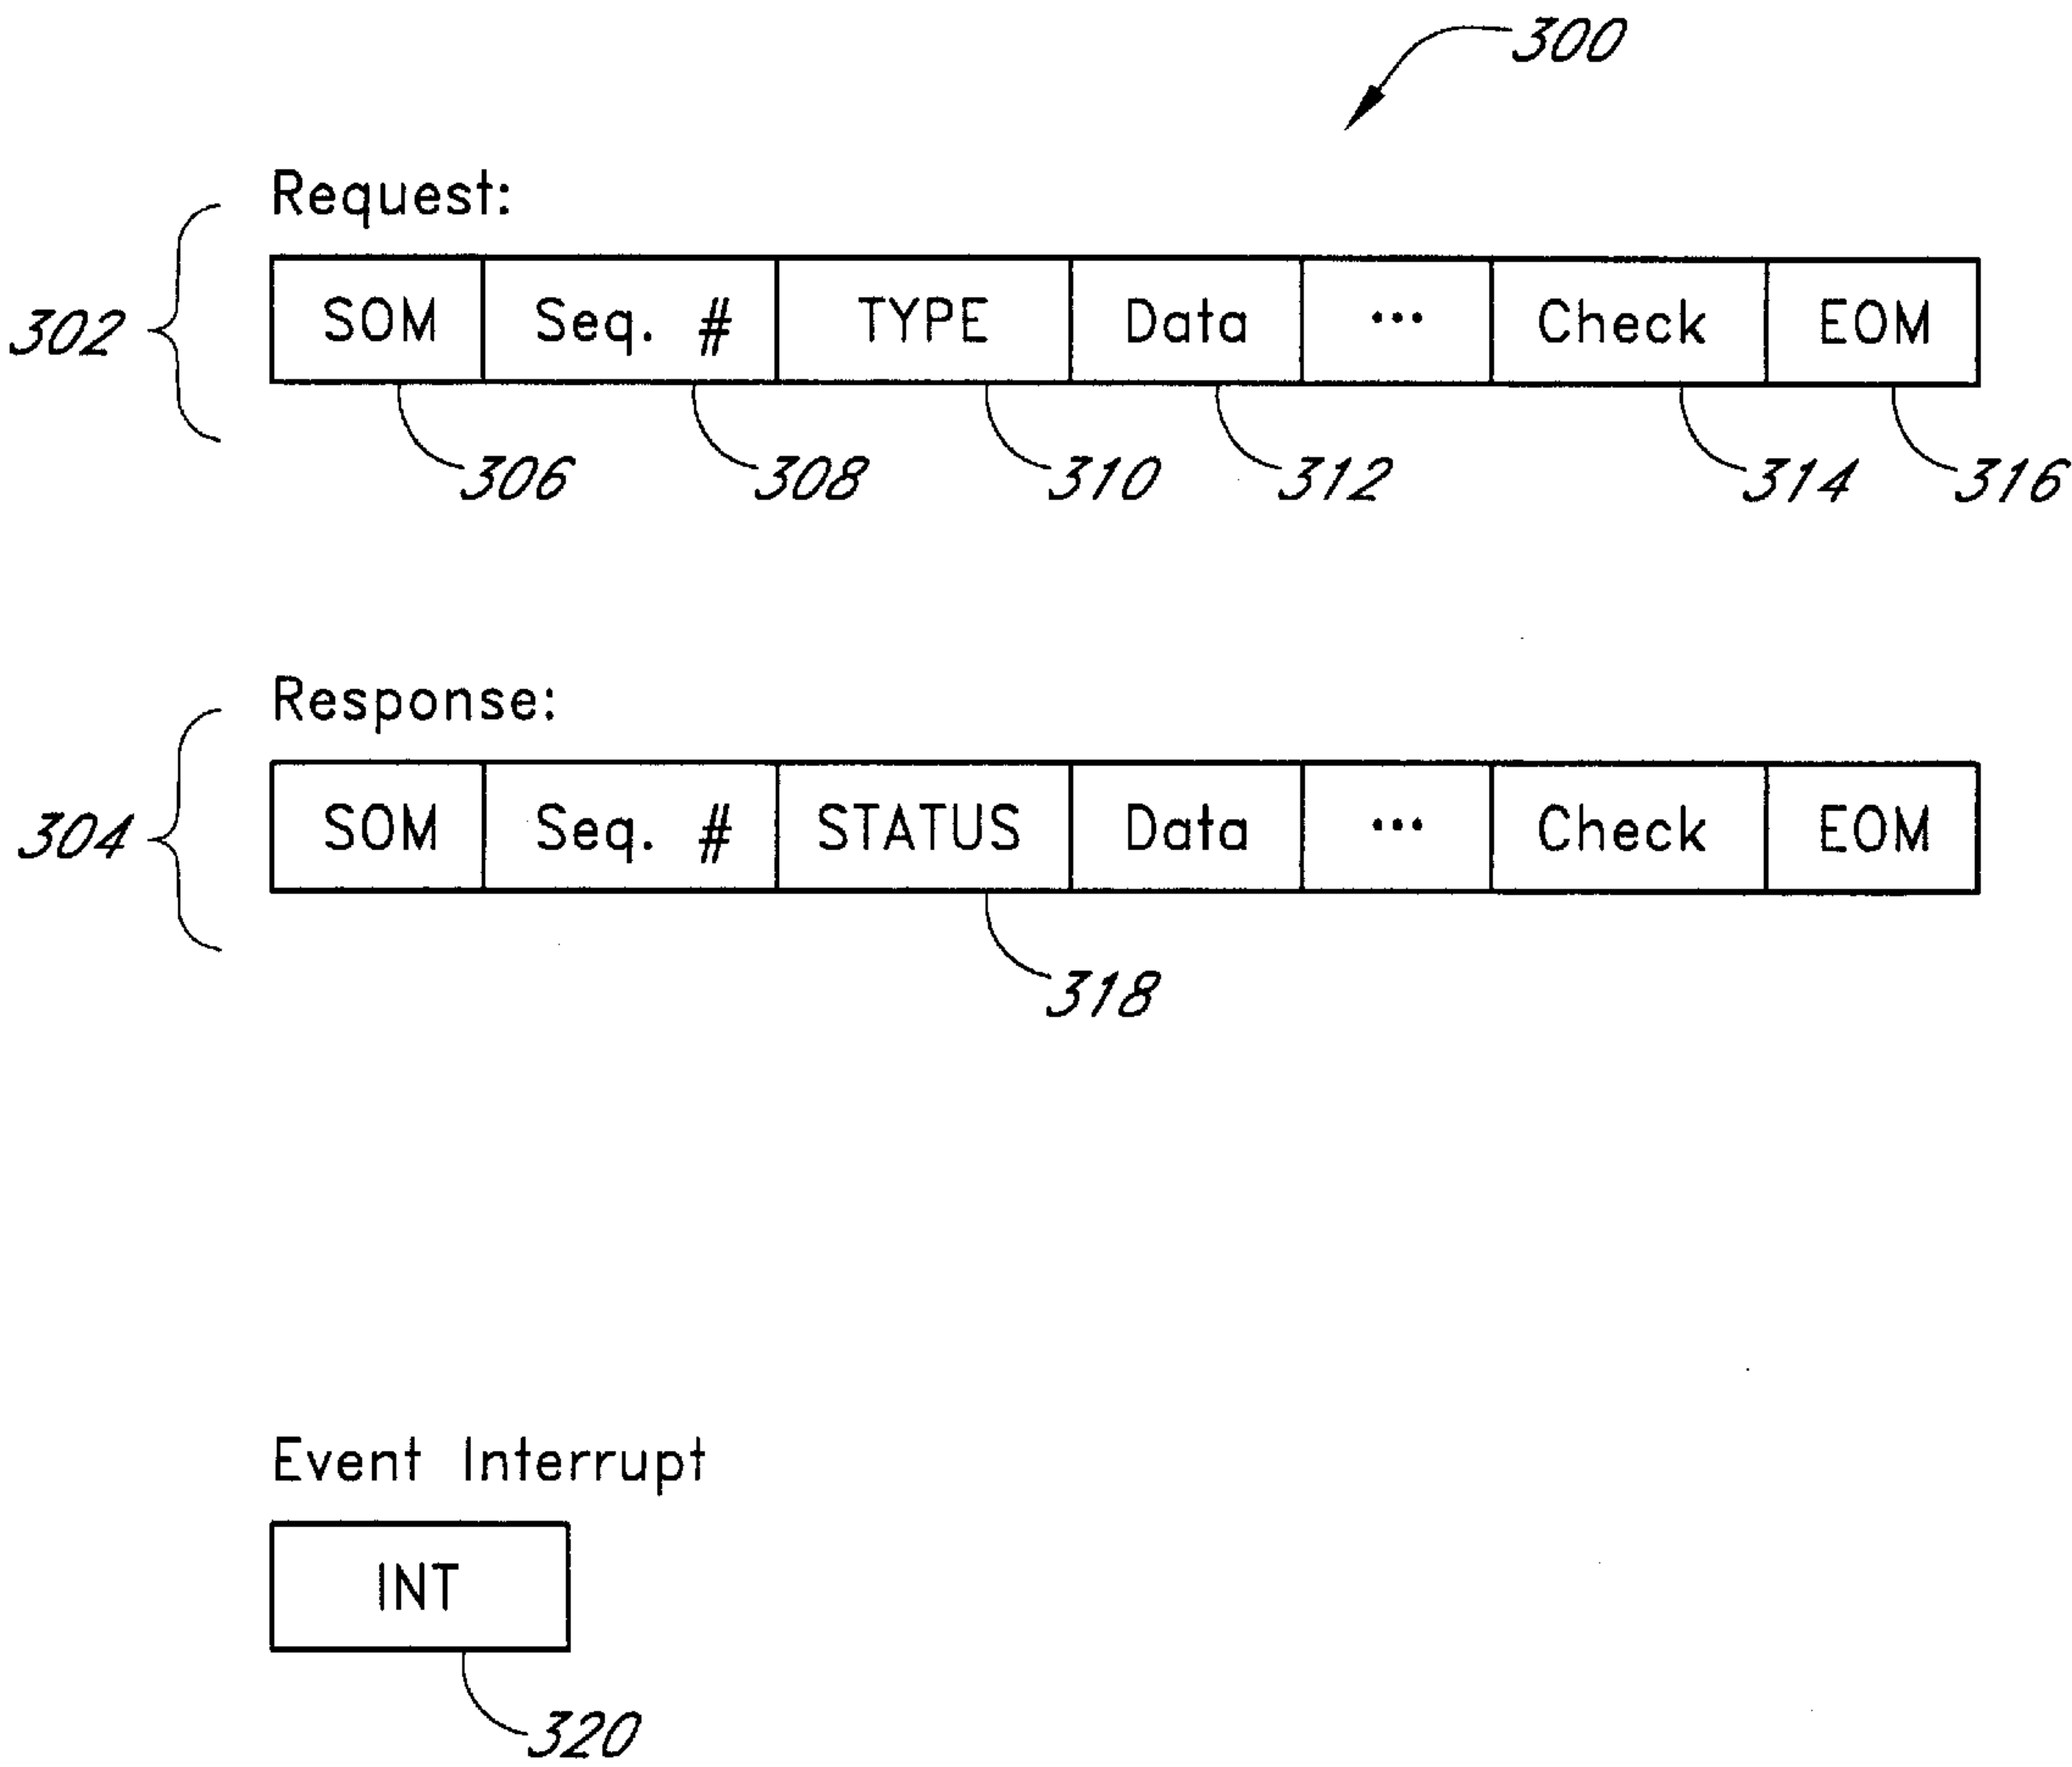 300
Request:
302
SOM Seq. # TYPE Data ... Check EOM
306 308 310 312 314 316
Response:
304
SOM Seq. # STATUS Data ... Check EOM
318
Event Interrupt
INT
320